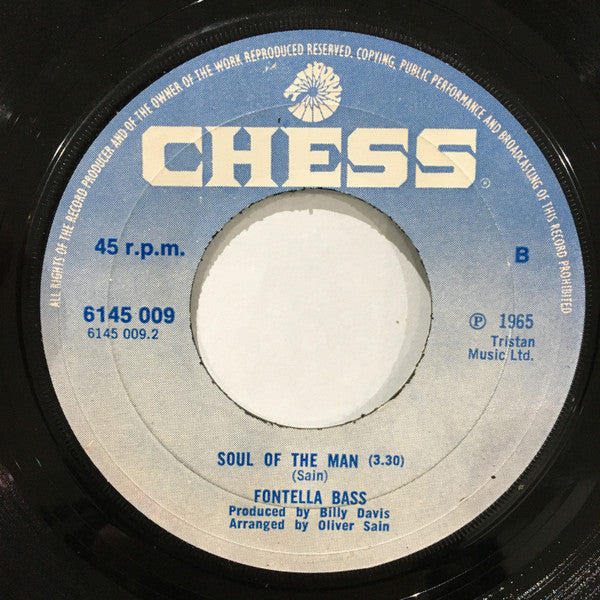 ALL RIGHTS OF THE RECORD PRODUCER AND OF THE OWNER OF THE WORK REPRODUCED RESERVED. COPYING, PUBLIC PERFORMANCE AND BROADCASTING OF THIS RECORD PROHIBITED
CHESS®
45 r.p.m.
B
6145 009
6145 009.2
Ⓟ 1965
Tristan
Music Ltd.
SOUL OF THE MAN (3.30)
(Sain)
FONTELLA BASS
Produced by Billy Davis
Arranged by Oliver Sain